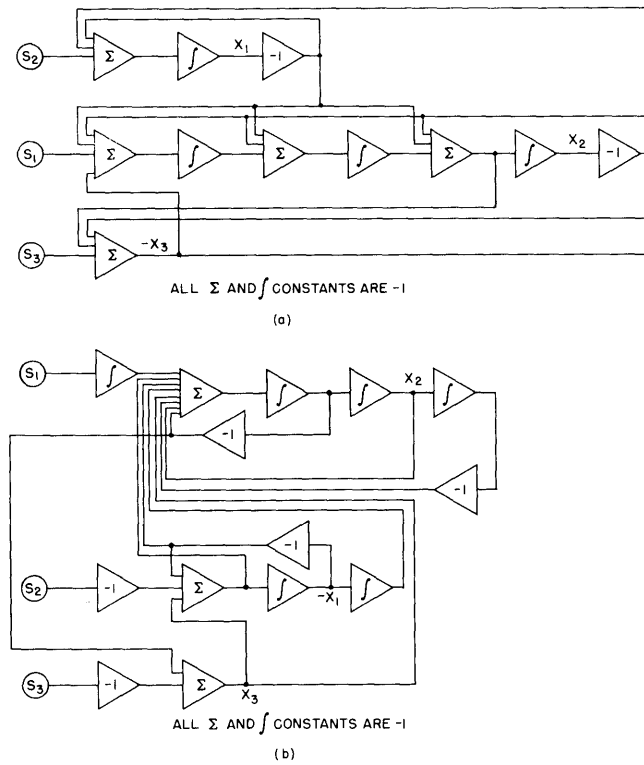 S₂ Σ ∫ X₁ -1
S₁ Σ ∫ Σ ∫ Σ ∫ X₂ -1
S₃ Σ -X₃
ALL Σ AND ∫ CONSTANTS ARE -1
(a)
S₁ ∫ Σ ∫ ∫ X₂ ∫
-1
-1
-1
S₂ -1 Σ ∫ -X₁ ∫
S₃ -1 Σ X₃
ALL Σ AND ∫ CONSTANTS ARE -1
(b)